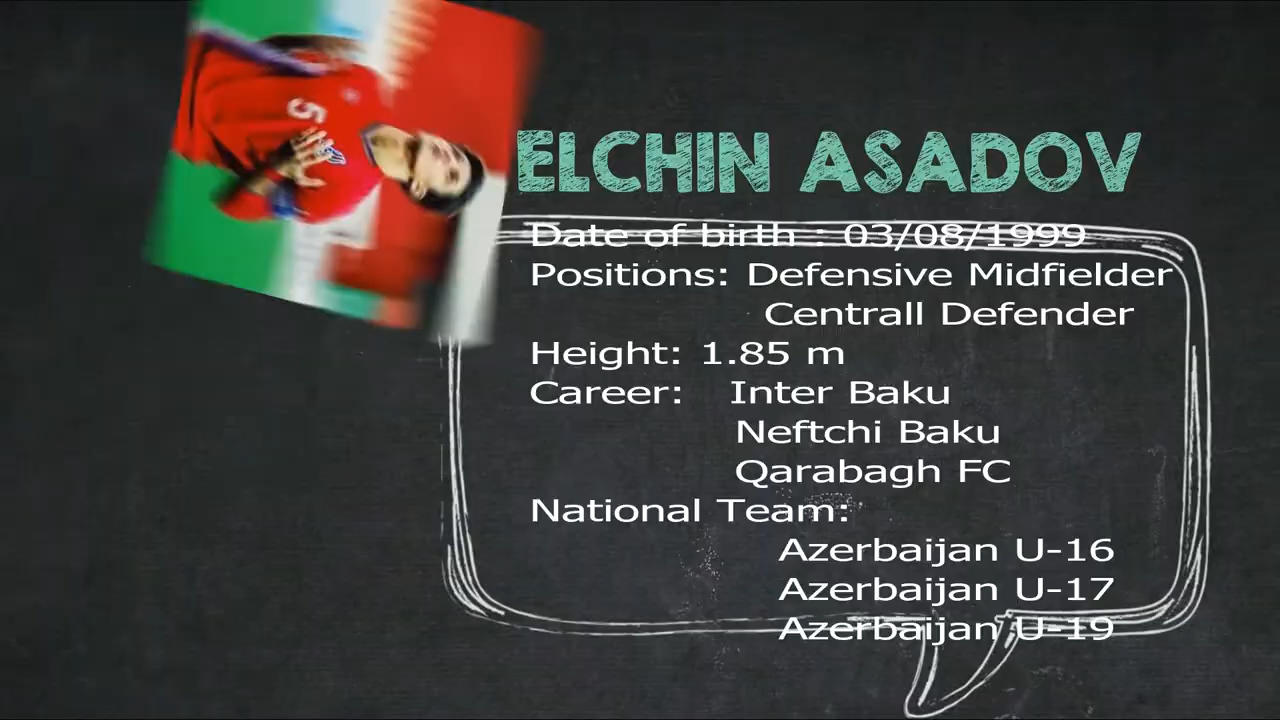 ELCHIN ASADOV
Date of birth : 03/08/1999
Positions: Defensive Midfielder
Centrall Defender
Height: 1.85 m
Career: Inter Baku
Neftchi Baku
Qarabagh FC
National Team:
Azerbaijan U-16
Azerbaijan U-17
Azerbaijan U-19
5